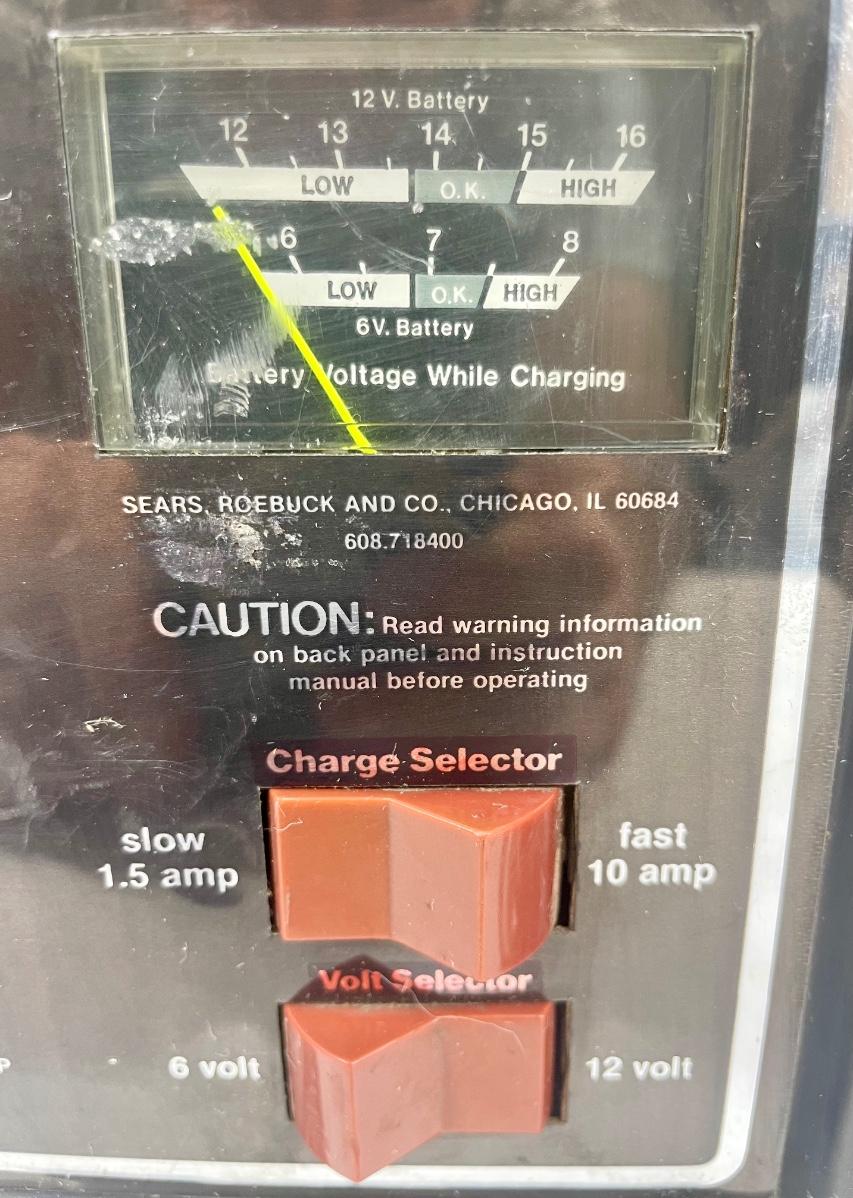 12 V. Battery
12 13 14 15 16
LOW O.K. HIGH
6 7 8
LOW O.K. HIGH
6V. Battery
Battery Voltage While Charging
SEARS, ROEBUCK AND CO., CHICAGO, IL 60684
608.718400
CAUTION: Read warning information
on back panel and instruction
manual before operating
Charge Selector
slow fast
1.5 amp 10 amp
Volt Selector
6 volt 12 volt